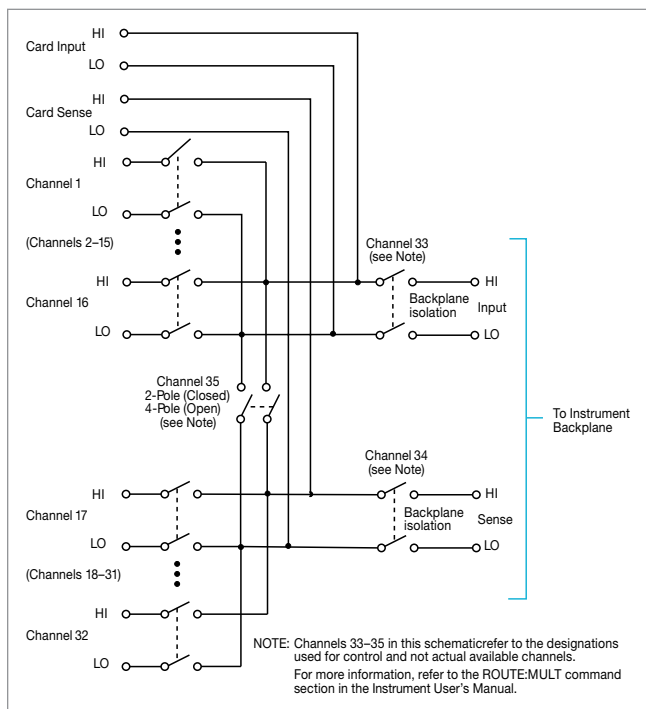 HI
Card Input
LO
HI
Card Sense
LO
HI
Channel 1
LO
(Channels 2–15)
HI
Channel 16
LO
Channel 33
(see Note)
Backplane
isolation
HI
Input
LO
Channel 35
2-Pole (Closed)
4-Pole (Open)
(see Note)
To Instrument
Backplane
Channel 34
(see Note)
HI
Channel 17
LO
Backplane
isolation
HI
Sense
LO
(Channels 18–31)
HI
Channel 32
LO
NOTE: Channels 33–35 in this schematicrefer to the designations
used for control and not actual available channels.
For more information, refer to the ROUTE:MULT command
section in the Instrument User's Manual.